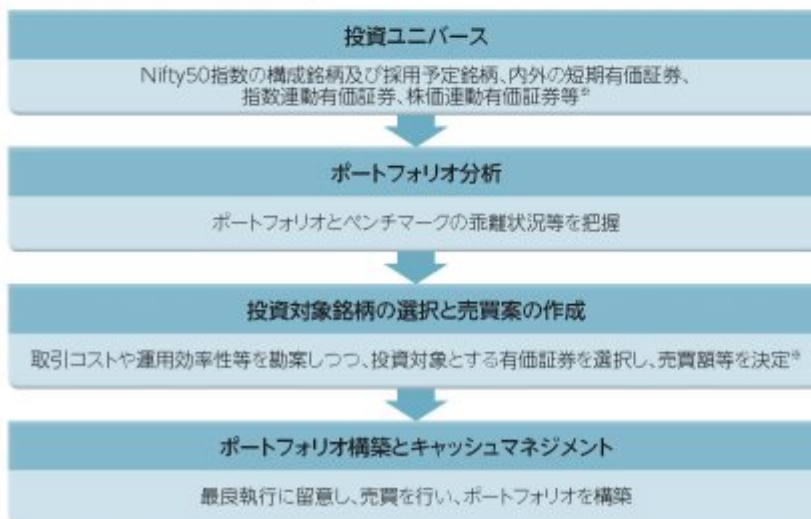 投資ユニバース
Nifty50指数の構成銘柄及び採用予定銘柄、内外の短期有価証券、
指数連動有価証券、株価連動有価証券等※
ポートフォリオ分析
ポートフォリオとベンチマークの乖離状況等を把握
投資対象銘柄の選択と売買案の作成
取引コストや運用効率性等を勘案しつつ、投資対象とする有価証券を選択し、売買額等を決定※
ポートフォリオ構築とキャッシュマネジメント
最良執行に留意し、売買を行い、ポートフォリオを構築